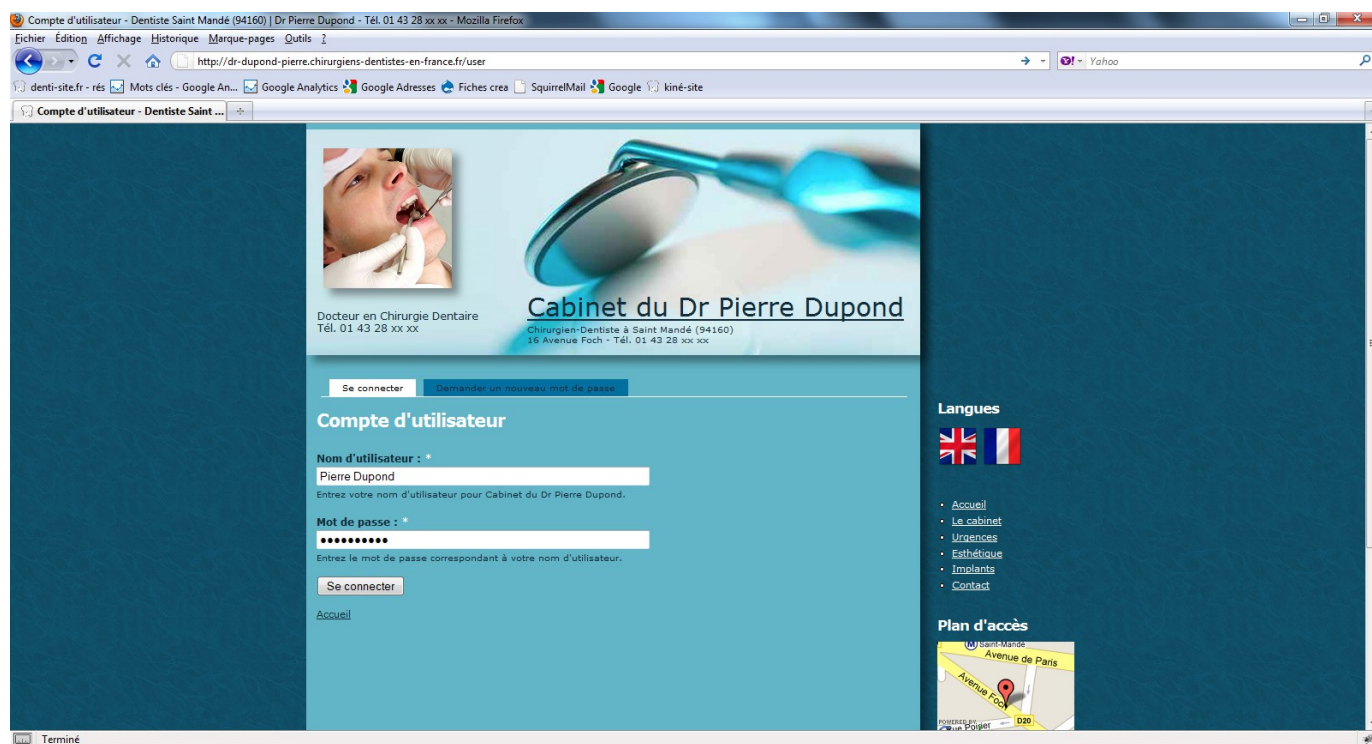 Compte d'utilisateur - Dentiste Saint Mandé (94160) | Dr Pierre Dupond - Tél. 01 43 28 xx xx - Mozilla Firefox
Fichier Édition Affichage Historique Marque-pages Outils ?
http://dr-dupond-pierre.chirurgiens-dentistes-en-france.fr/user
Yahoo
denti-site.fr - rés Mots clés - Google An... Google Analytics Google Adresses Fiches crea SquirrelMail Google kiné-site
Compte d'utilisateur - Dentiste Saint ...
Docteur en Chirurgie Dentaire
Tél. 01 43 28 xx xx
Cabinet du Dr Pierre Dupond
Chirurgien-Dentiste à Saint Mandé (94160)
16 Avenue Foch - Tél. 01 43 28 xx xx
Se connecter Demander un nouveau mot de passe
Compte d'utilisateur
Nom d'utilisateur : *
Pierre Dupond
Entrez votre nom d'utilisateur pour Cabinet du Dr Pierre Dupond.
Mot de passe : *
••••••••••
Entrez le mot de passe correspondant à votre nom d'utilisateur.
Se connecter
Accueil
Langues
Accueil
Le cabinet
Urgences
Esthétique
Implants
Contact
Plan d'accès
M Saint-Mandé
Avenue de Paris
Avenue Foch
POWERED BY
D20
Rue Poirier
Terminé